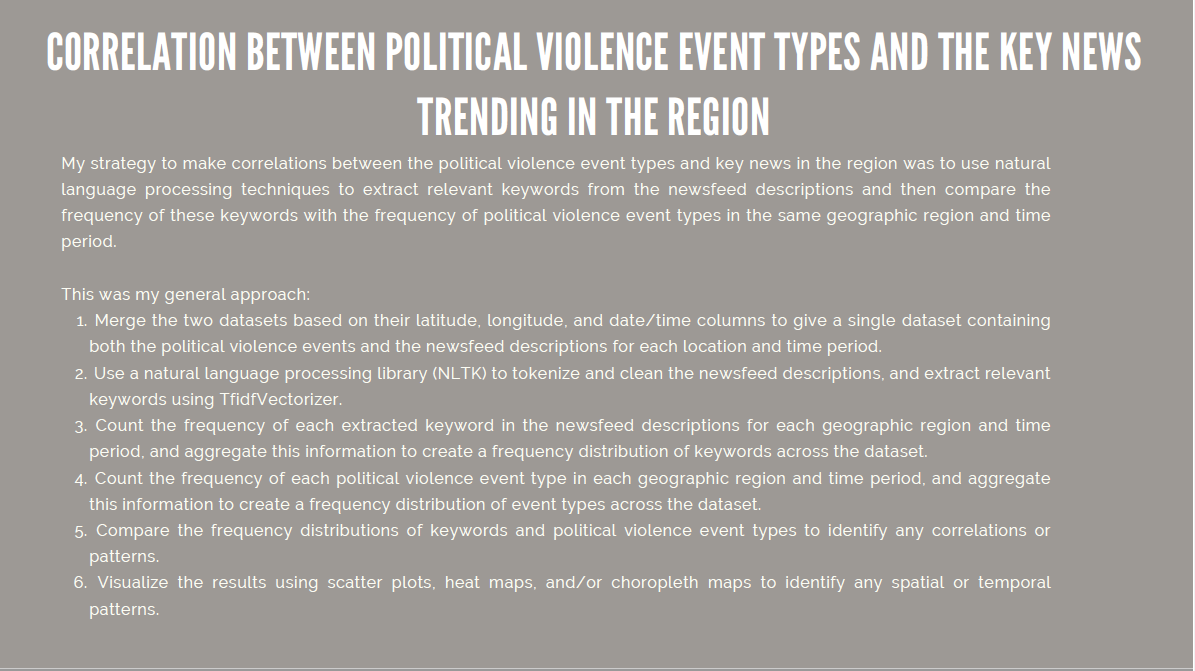 CORRELATION BETWEEN POLITICAL VIOLENCE EVENT TYPES AND THE KEY NEWS
TRENDING IN THE REGION
My strategy to make correlations between the political violence event types and key news in the region was to use natural
language processing techniques to extract relevant keywords from the newsfeed descriptions and then compare the
frequency of these keywords with the frequency of political violence event types in the same geographic region and time
period.
This was my general approach:
1. Merge the two datasets based on their latitude, longitude, and date/time columns to give a single dataset containing
both the political violence events and the newsfeed descriptions for each location and time period.
2. Use a natural language processing library (NLTK) to tokenize and clean the newsfeed descriptions, and extract relevant
keywords using TfidfVectorizer.
3. Count the frequency of each extracted keyword in the newsfeed descriptions for each geographic region and time
period, and aggregate this information to create a frequency distribution of keywords across the dataset.
4. Count the frequency of each political violence event type in each geographic region and time period, and aggregate
this information to create a frequency distribution of event types across the dataset.
5. Compare the frequency distributions of keywords and political violence event types to identify any correlations or
patterns.
6. Visualize the results using scatter plots, heat maps, and/or choropleth maps to identify any spatial or temporal
patterns.